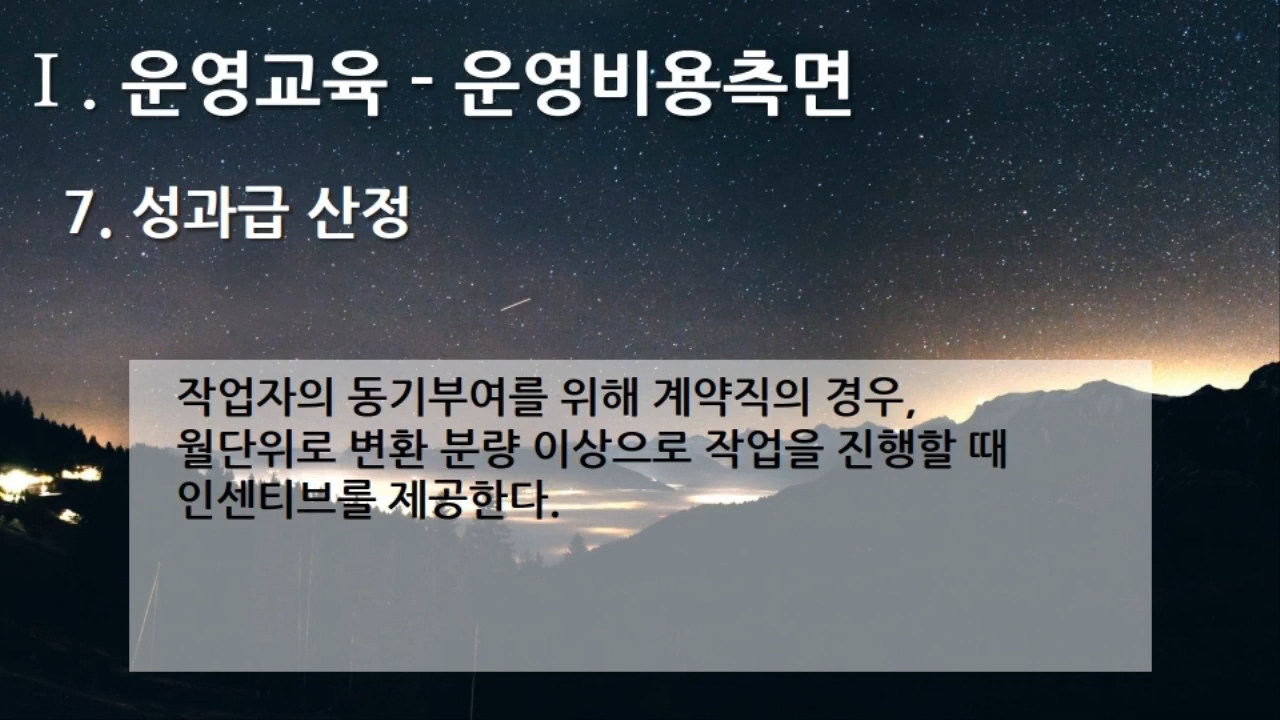 Ⅰ. 운영교육 - 운영비용측면
7. 성과급 산정
작업자의 동기부여를 위해 계약직의 경우,
월단위로 변환 분량 이상으로 작업을 진행할 때
인센티브룰 제공한다.